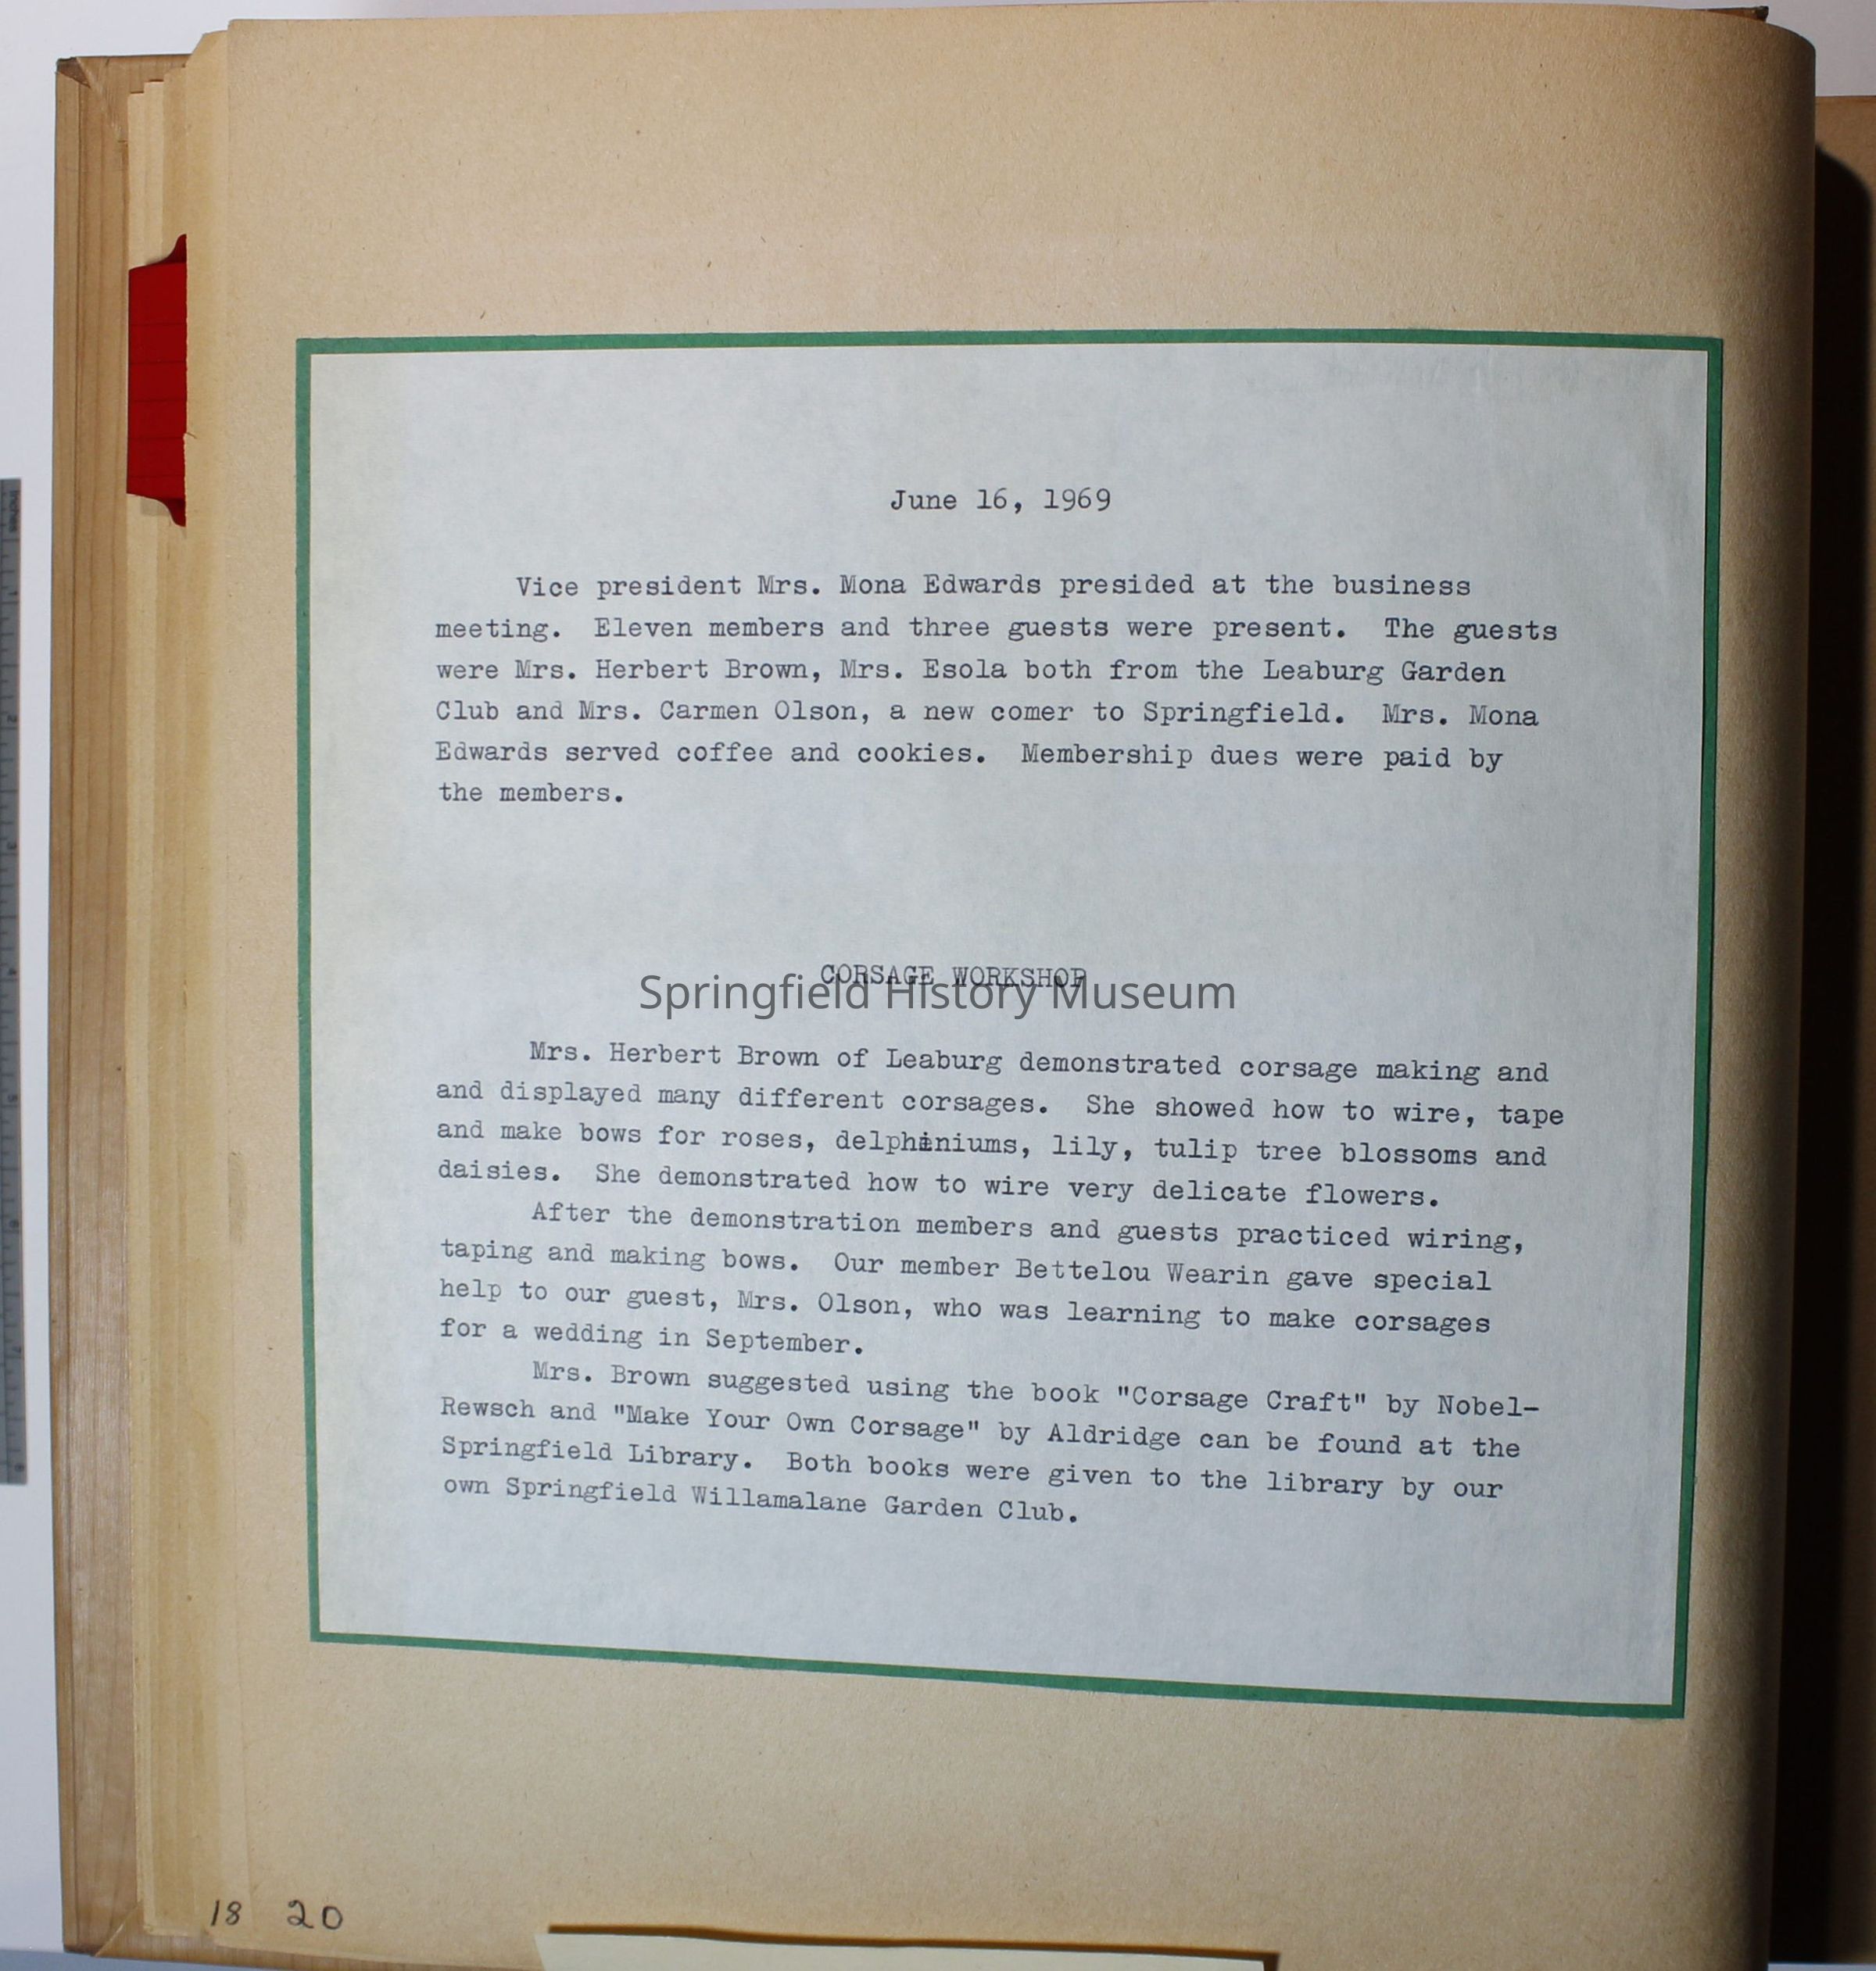 June 16, 1969
Vice president Mrs. Mona Edwards presided at the business
meeting. Eleven members and three guests were present. The guests
were Mrs. Herbert Brown, Mrs. Esola both from the Leaburg Garden
Club and Mrs. Carmen Olson, a new comer to Springfield. Mrs. Mona
Edwards served coffee and cookies. Membership dues were paid by
the members.
CORSAGE WORKSHOP
Springfield History Museum
Mrs. Herbert Brown of Leaburg demonstrated corsage making and
and displayed many different corsages. She showed how to wire, tape
and make bows for roses, delphiniums, lily, tulip tree blossoms and
daisies. She demonstrated how to wire very delicate flowers.
After the demonstration members and guests practiced wiring,
taping and making bows. Our member Bettelou Wearin gave special
help to our guest, Mrs. Olson, who was learning to make corsages
for a wedding in September.
Mrs. Brown suggested using the book "Corsage Craft" by Nobel-
Rewsch and "Make Your Own Corsage" by Aldridge can be found at the
Springfield Library. Both books were given to the library by our
own Springfield Willamalane Garden Club.
18 20